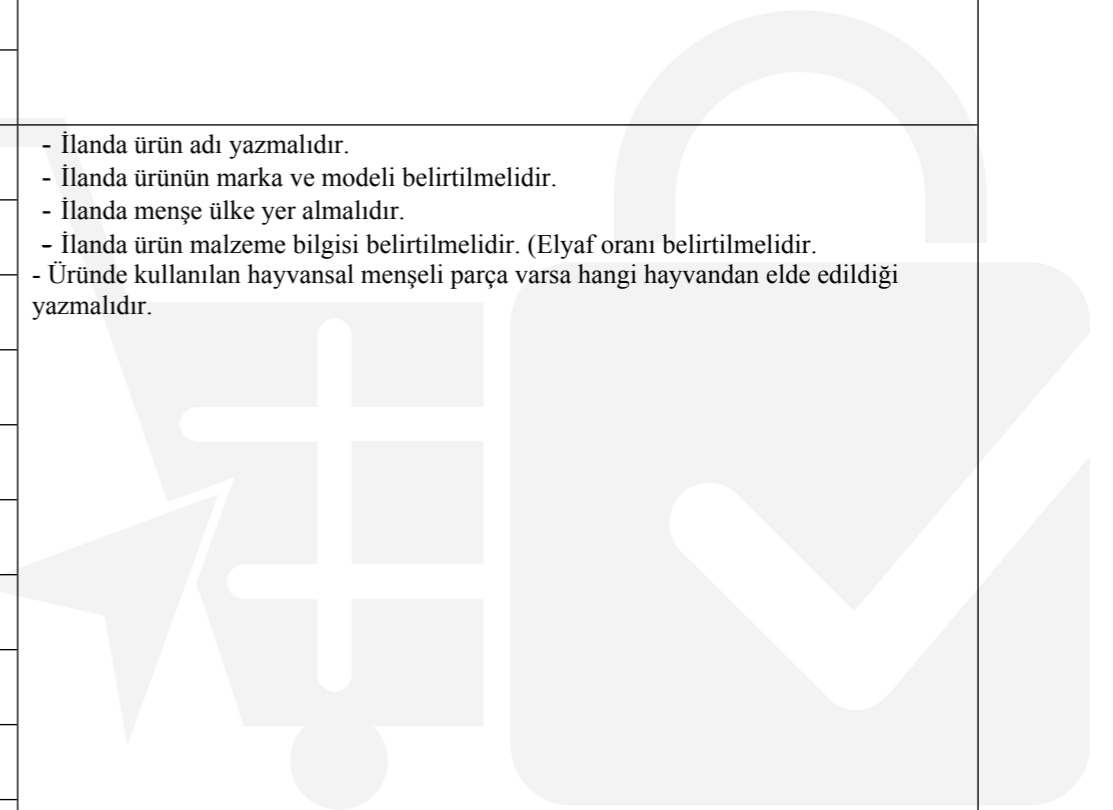 - İlanda ürün adı yazmalıdır.
- İlanda ürünün marka ve modeli belirtilmelidir.
- İlanda menşe ülke yer almalıdır.
- İlanda ürün malzeme bilgisi belirtilmelidir. (Elyaf oranı belirtilmelidir.
- Üründe kullanılan hayvansal menşeli parça varsa hangi hayvandan elde edildiği
yazmalıdır.